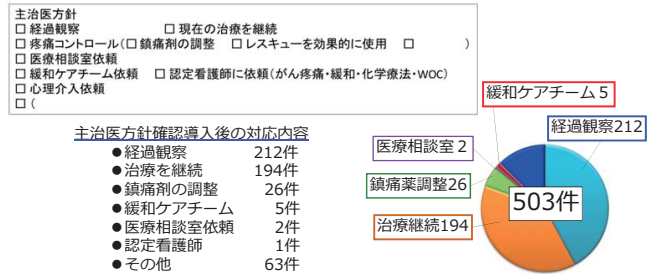 主治医方針
□ 経過観察 □ 現在の治療を継続
□ 疼痛コントロール(□ 鎮痛剤の調整 □ レスキューを効果的に使用 □ )
□ 医療相談室依頼
□ 緩和ケアチーム依頼 □ 認定看護師に依頼(がん疼痛・緩和・化学療法・WOC)
□ 心理介入依頼
□ (
主治医方針確認導入後の対応内容
●経過観察 212件
●治療を継続 194件
●鎮痛剤の調整 26件
●緩和ケアチーム 5件
●医療相談室依頼 2件
●認定看護師 1件
●その他 63件
緩和ケアチーム 5
経過観察212
医療相談室 2
鎮痛薬調整26
503件
治療継続194